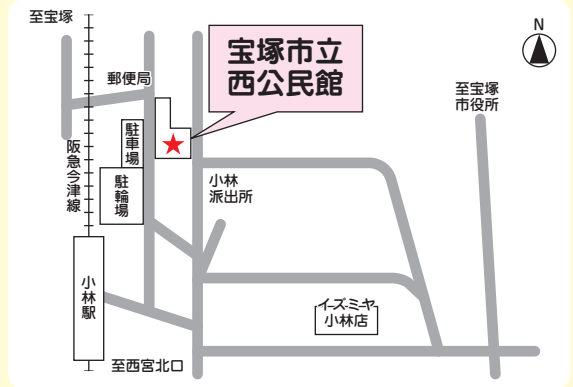 至宝塚
N
宝塚市立
西公民館
郵便局
至宝塚
市役所
駐車場
阪急今津線
駐輪場
小林
派出所
小林駅
イズミヤ
小林店
至西宮北口